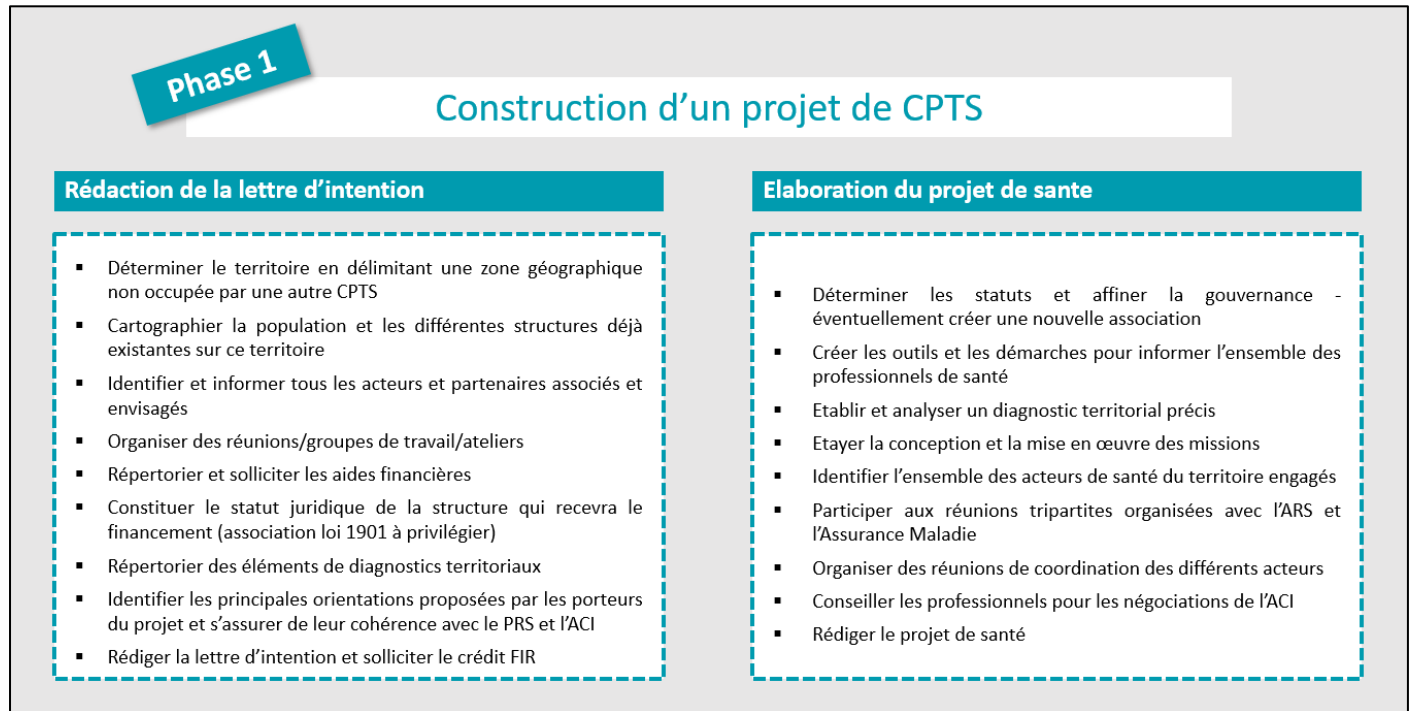 Phase 1
Construction d’un projet de CPTS
Rédaction de la lettre d’intention
▪ Déterminer le territoire en délimitant une zone géographique
non occupée par une autre CPTS
▪ Cartographier la population et les différentes structures déjà
existantes sur ce territoire
▪ Identifier et informer tous les acteurs et partenaires associés et
envisagés
▪ Organiser des réunions/groupes de travail/ateliers
▪ Répertorier et solliciter les aides financières
▪ Constituer le statut juridique de la structure qui recevra le
financement (association loi 1901 à privilégier)
▪ Répertorier des éléments de diagnostics territoriaux
▪ Identifier les principales orientations proposées par les porteurs
du projet et s’assurer de leur cohérence avec le PRS et l’ACI
▪ Rédiger la lettre d’intention et solliciter le crédit FIR
Elaboration du projet de sante
▪ Déterminer les statuts et affiner la gouvernance -
éventuellement créer une nouvelle association
▪ Créer les outils et les démarches pour informer l’ensemble des
professionnels de santé
▪ Etablir et analyser un diagnostic territorial précis
▪ Etayer la conception et la mise en œuvre des missions
▪ Identifier l’ensemble des acteurs de santé du territoire engagés
▪ Participer aux réunions tripartites organisées avec l’ARS et
l’Assurance Maladie
▪ Organiser des réunions de coordination des différents acteurs
▪ Conseiller les professionnels pour les négociations de l’ACI
▪ Rédiger le projet de santé